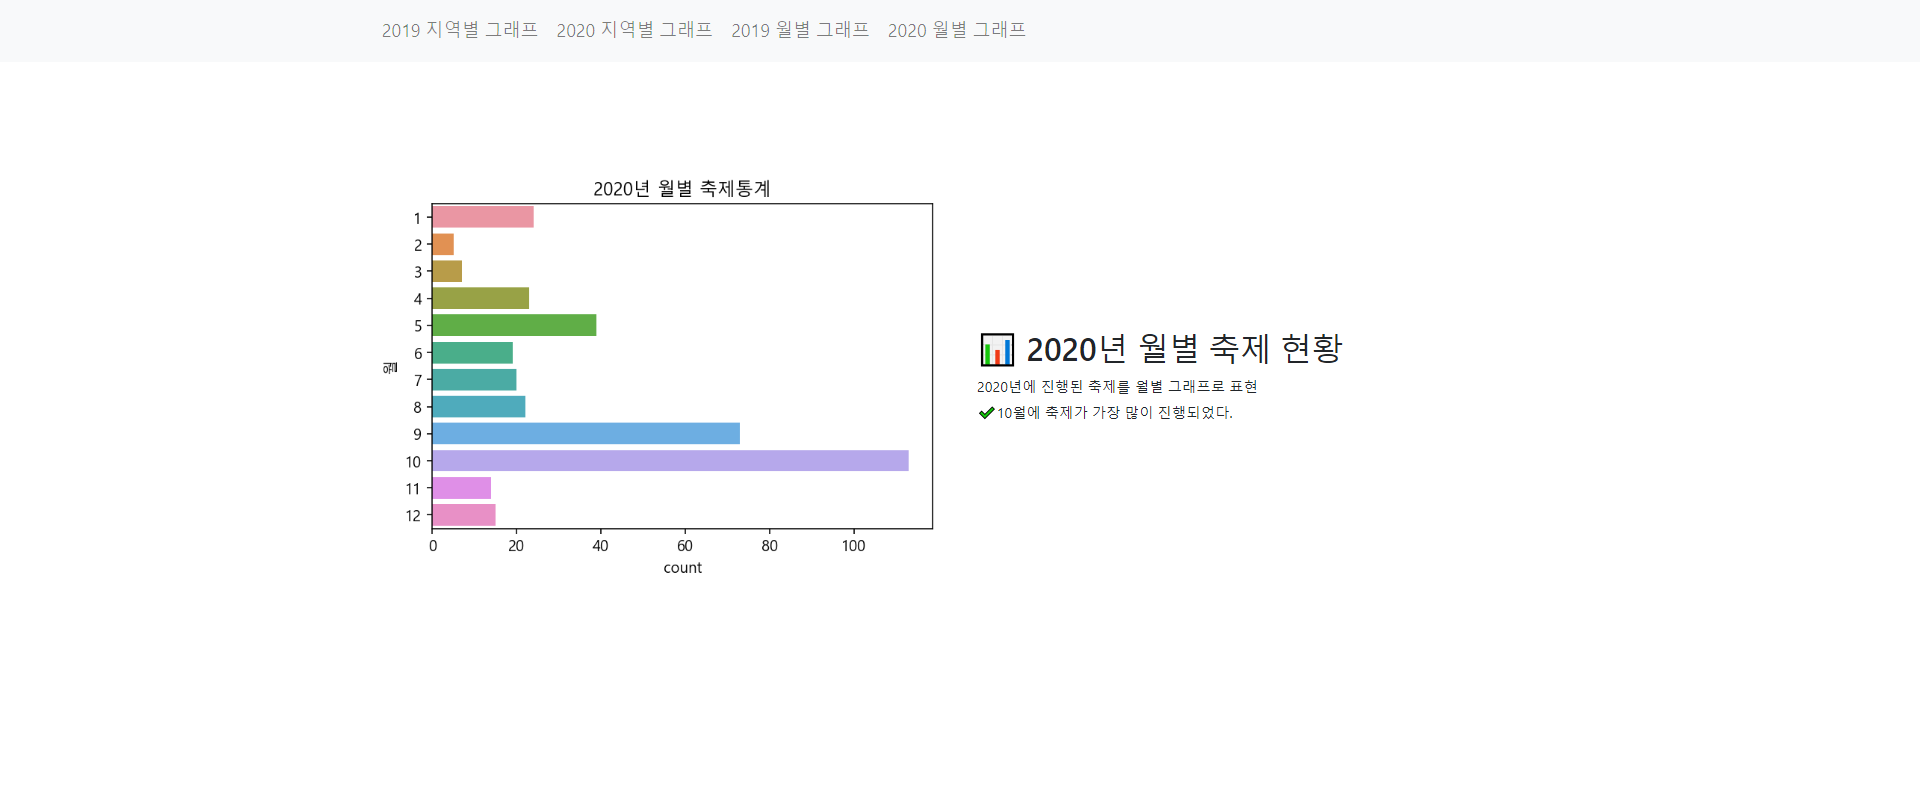 2019 지역별 그래프 2020 지역별 그래프 2019 월별 그래프 2020 월별 그래프
2020년 월별 축제통계
월
1
2
3
4
5
6
7
8
9
10
11
12
0 20 40 60 80 100
count
2020년 월별 축제 현황
2020년에 진행된 축제를 월별 그래프로 표현
10월에 축제가 가장 많이 진행되었다.